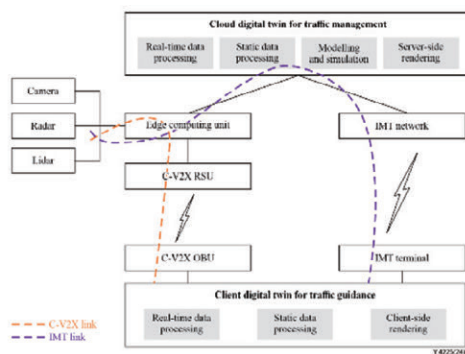 Cloud digital twin for traffic management
Real-time data
processing
Static data
processing
Modelling and
simulation
Server-side
rendering
Camera
Radar
Lidar
Edge computing unit
IMT network
C-V2X RSU
C-V2X OBU
IMT terminal
Client digital twin for traffic guidance
Real-time data
processing
Static data
processing
Client-side
rendering
C-V2X link
IMT link